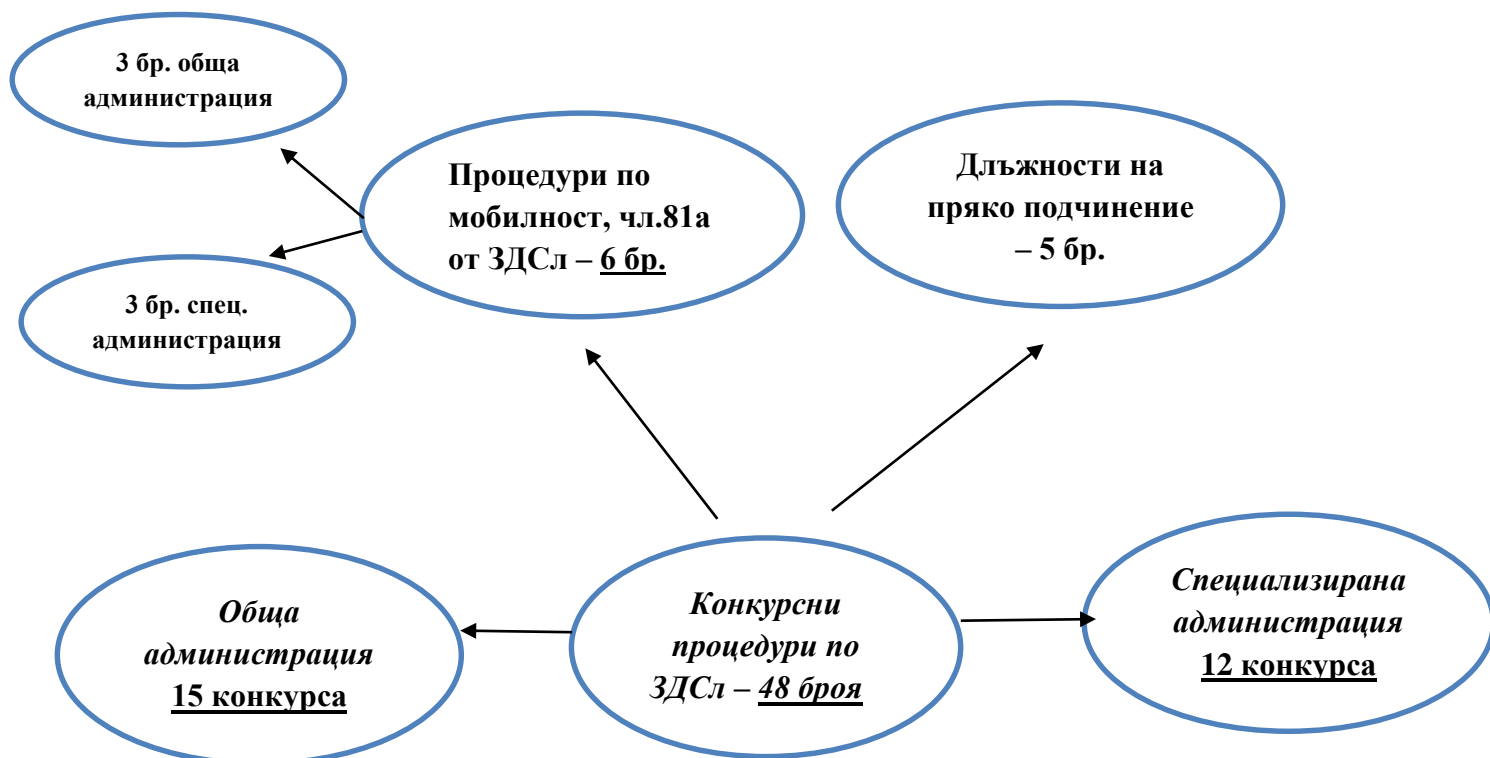 3 бр. обща
администрация
Процедури по
мобилност, чл.81а
от ЗДСл – 6 бр.
Длъжности на
пряко подчинение
– 5 бр.
3 бр. спец.
администрация
Обща
администрация
15 конкурса
Конкурсни
процедури по
ЗДСл – 48 броя
Специализирана
администрация
12 конкурса